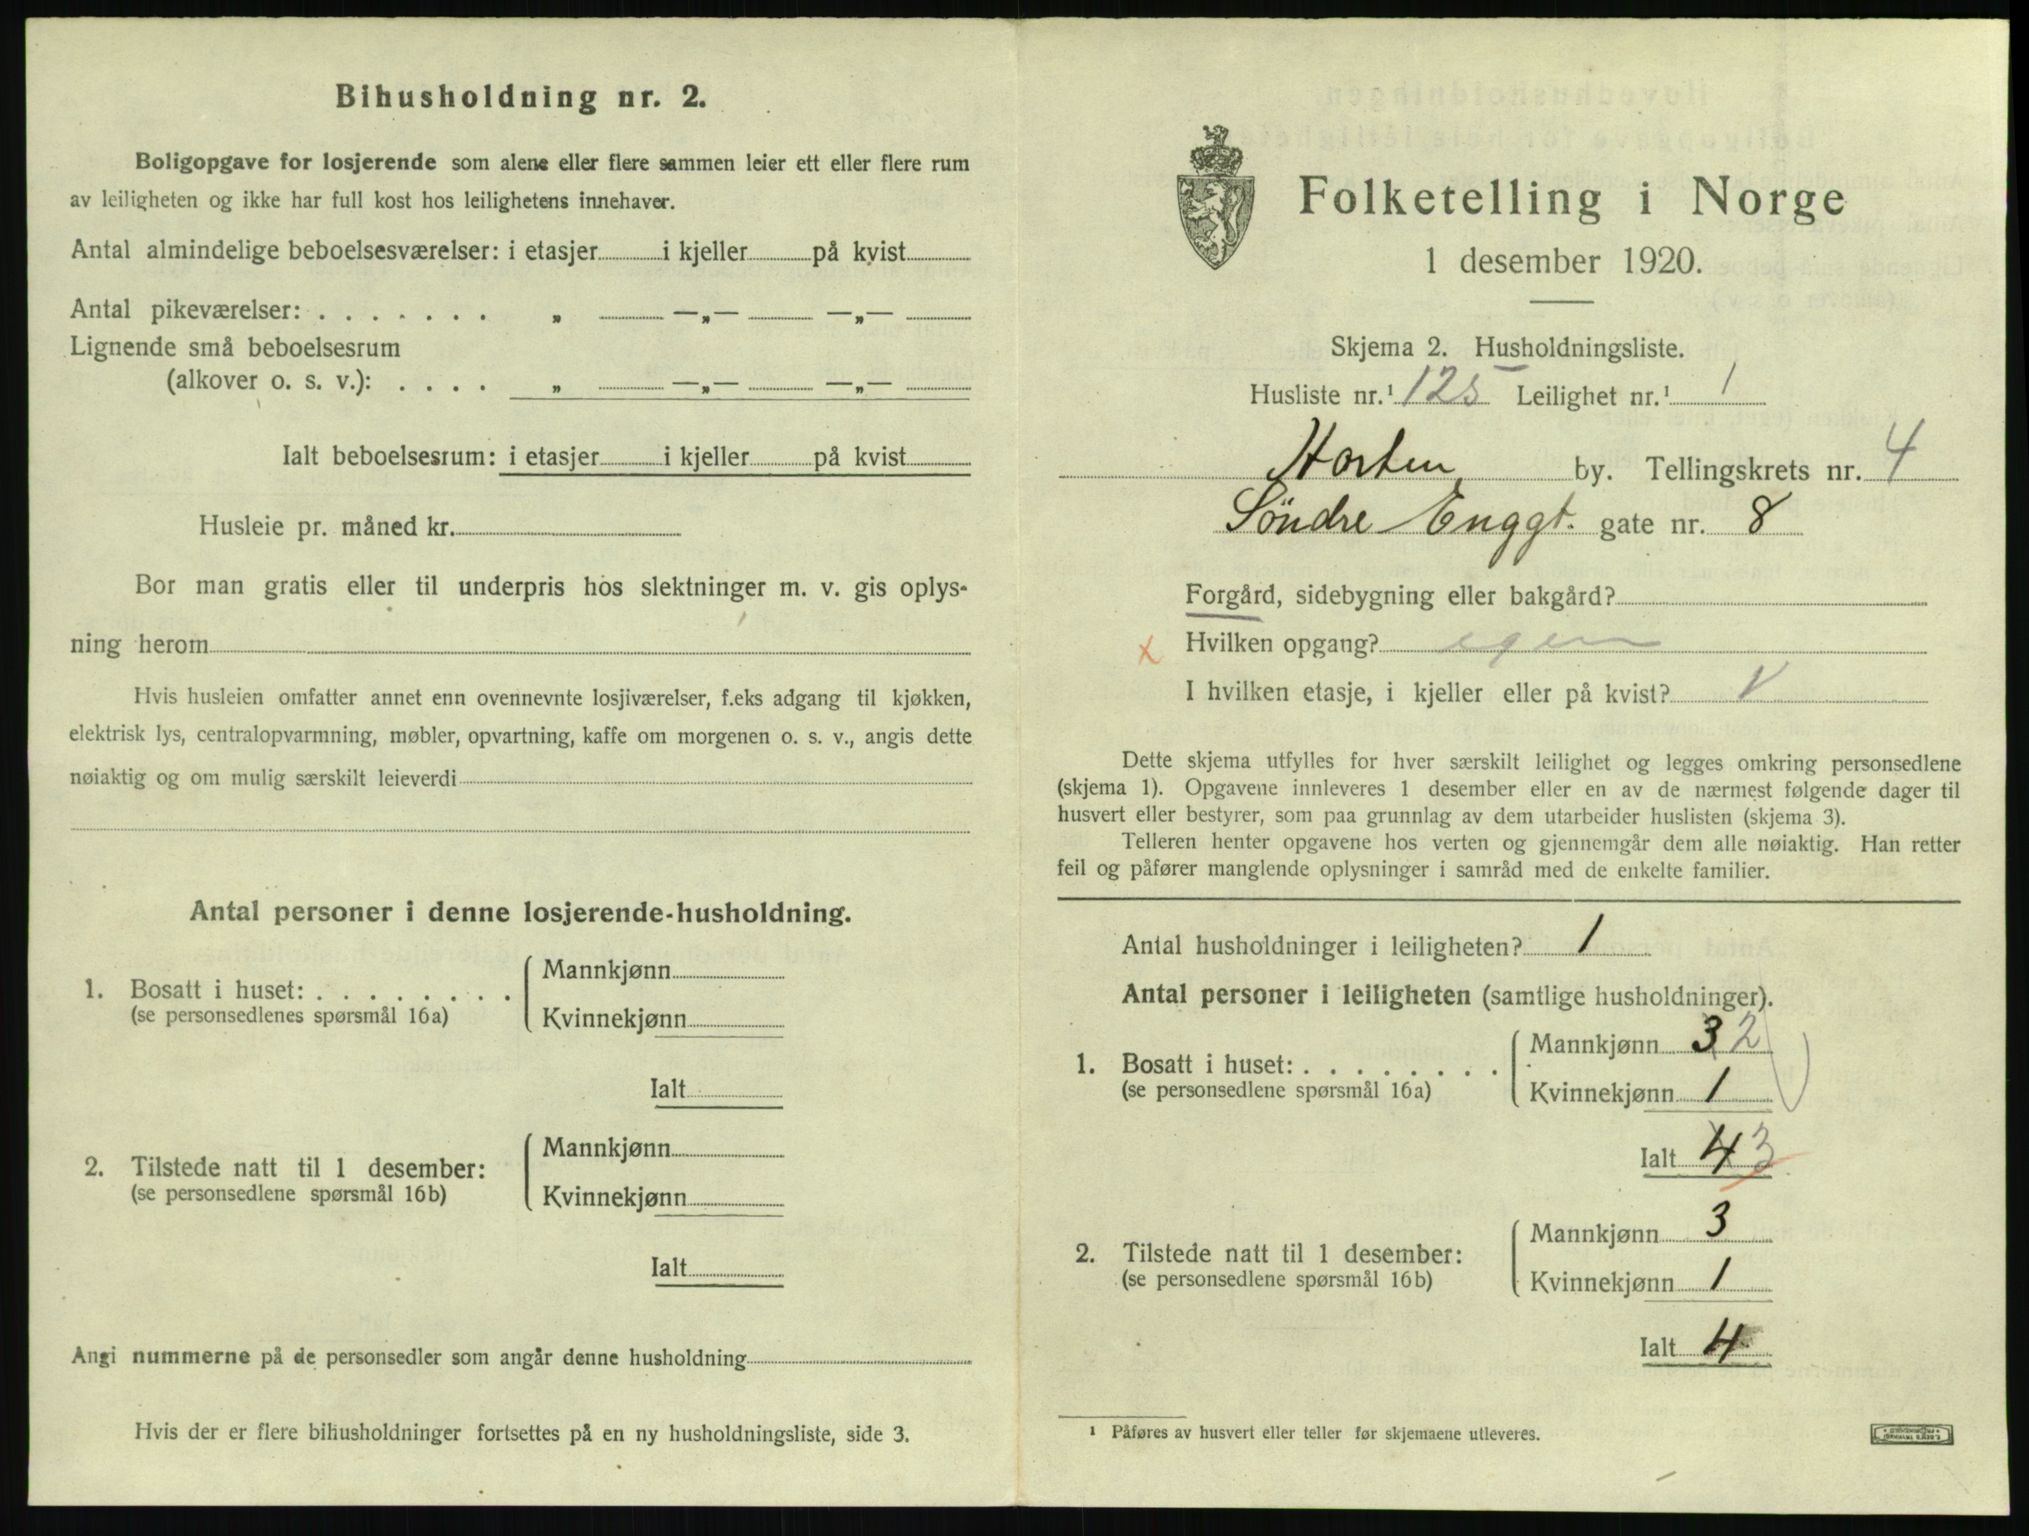 Bihusholdning nr. 2.
Boligopgave for losjerende som alene eller flere sammen leier ett eller flere rum
av leiligheten og ikke har full kost hos leilighetens innehaver.
Antal almindelige beboelsesværelser: i etasjer i kjeller på kvist
Antal pikeværelser: . . . . . . . „ —„— —„—
Lignende små beboelsesrum
(alkover o. s. v.): . . . . „ —„— —„—
Ialt beboelsesrum: i etasjer i kjeller på kvist
Husleie pr. måned kr.
Bor man gratis eller til underpris hos slektninger m. v. gis oplys-
ning herom
Hvis husleien omfatter annet enn ovennevnte losjiværelser, f.eks adgang til kjøkken,
elektrisk lys, centralopvarmning, møbler, opvartning, kaffe om morgenen o. s. v., angis dette
nøiaktig og om mulig særskilt leieverdi
Antal personer i denne losjerende-husholdning.
1. Bosatt i huset: . . . . . . . .
(se personsedlenes spørsmål 16a)
Mannkjønn
Kvinnekjønn
Ialt
2. Tilstede natt til 1 desember:
(se personsedlene spørsmål 16b)
Mannkjønn
Kvinnekjønn
Ialt
Angi nummerne på de personsedler som angår denne husholdning
Hvis der er flere bihusholdninger fortsettes på en ny husholdningsliste, side 3.
Folketelling i Norge
1 desember 1920.
Skjema 2. Husholdningsliste.
Husliste nr.¹ 125 Leilighet nr.¹ 1
Horten by. Tellingskrets nr. 4
Söndre Enggt. gate nr. 8
Forgård, sidebygning eller bakgård?
x Hvilken opgang? egen
I hvilken etasje, i kjeller eller på kvist?
Dette skjema utfylles for hver særskilt leilighet og legges omkring personsedlene
(skjema 1). Opgavene innleveres 1 desember eller en av de nærmest følgende dager til
husvert eller bestyrer, som paa grunnlag av dem utarbeider huslisten (skjema 3).
Telleren henter opgavene hos verten og gjennemgår dem alle nøiaktig. Han retter
feil og påfører manglende oplysninger i samråd med de enkelte familier.
Antal husholdninger i leiligheten? 1
Antal personer i leiligheten (samtlige husholdninger).
1. Bosatt i huset: . . . . . . . .
(se personsedlene spørsmål 16a)
Mannkjønn 3 2
Kvinnekjønn 1
Ialt 4 3
2. Tilstede natt til 1 desember:
(se personsedlene spørsmål 16b)
Mannkjønn 3
Kvinnekjønn 1
Ialt 4
¹ Påføres av husvert eller teller før skjemaene utleveres.